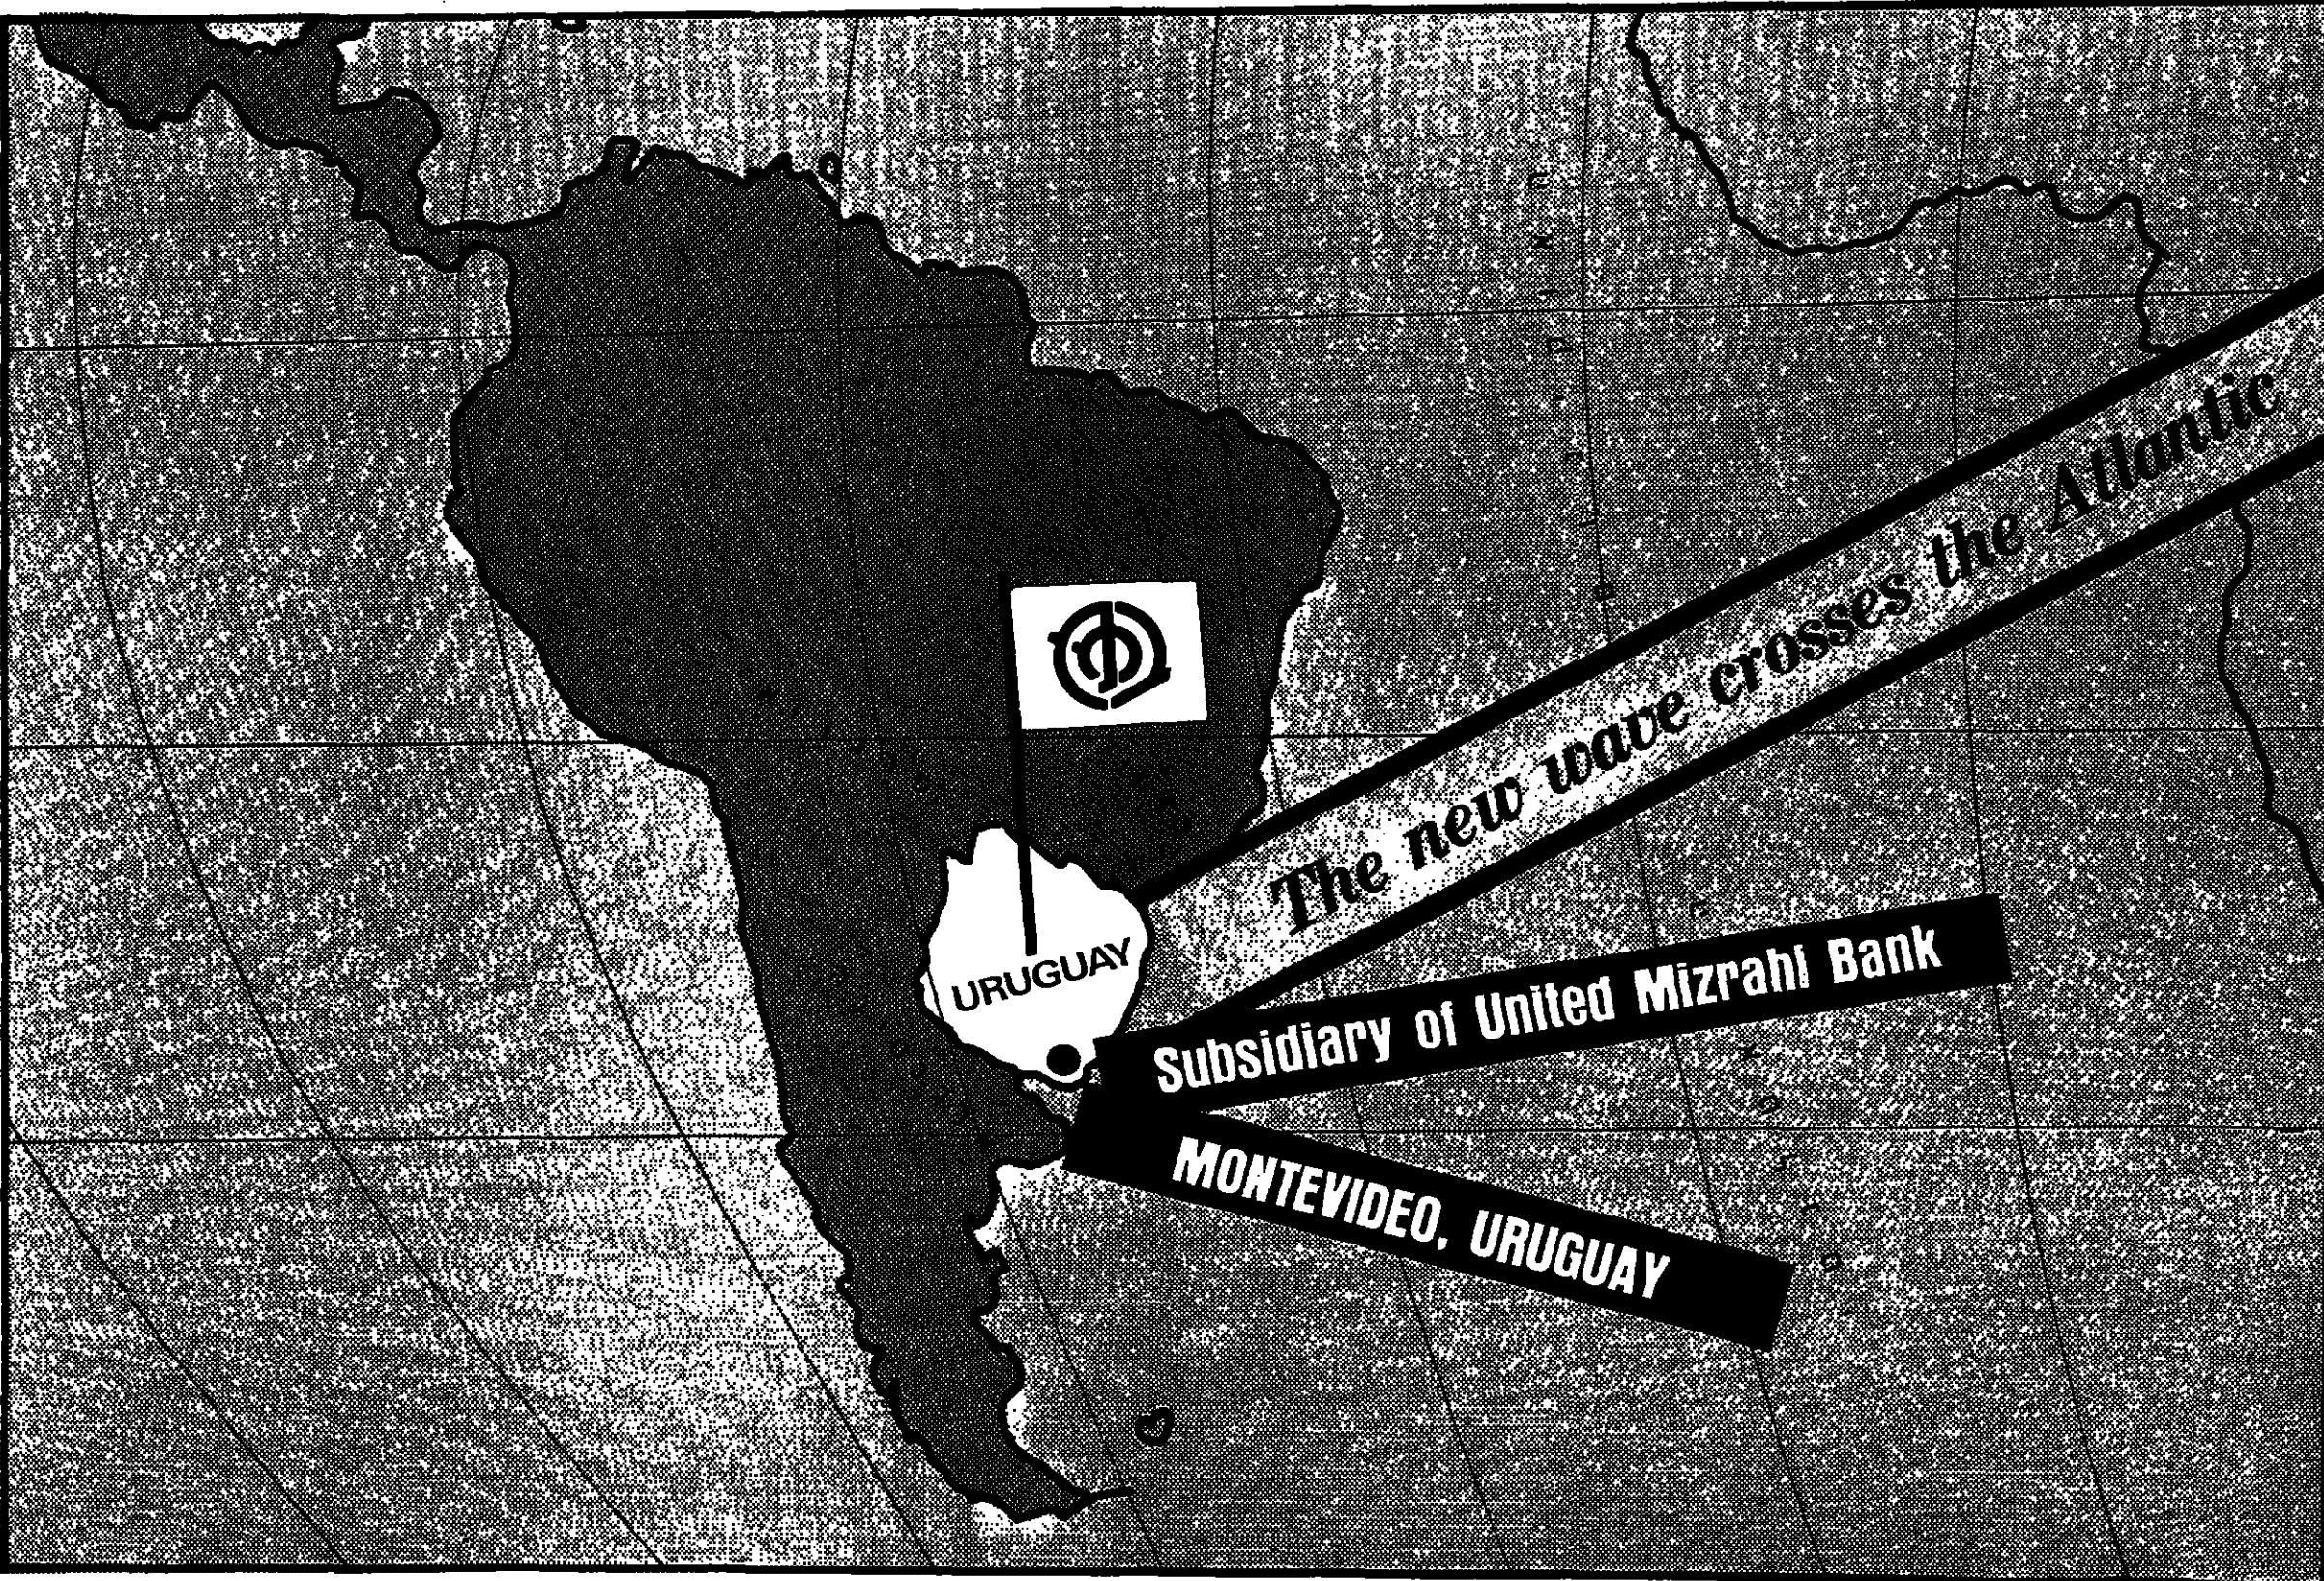 The new wave crosses the Atlantic
URUGUAY
Subsidiary of United Mizrahi Bank
MONTEVIDEO, URUGUAY